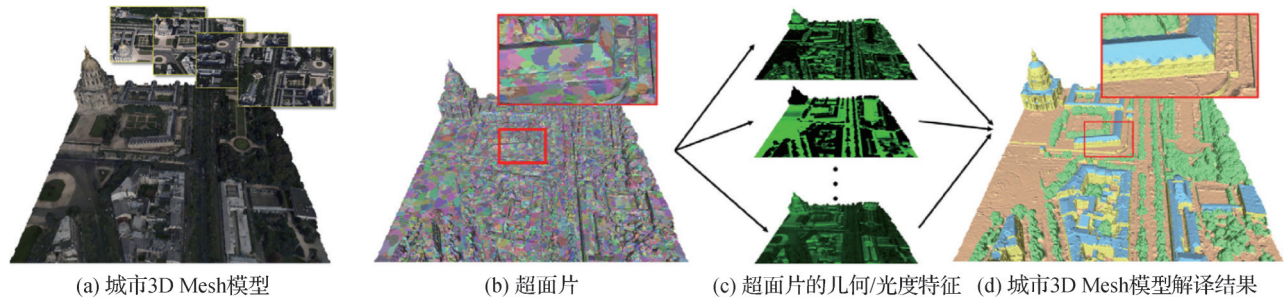 (a) 城市3D Mesh模型
(b) 超面片
(c) 超面片的几何/光度特征
(d) 城市3D Mesh模型解译结果